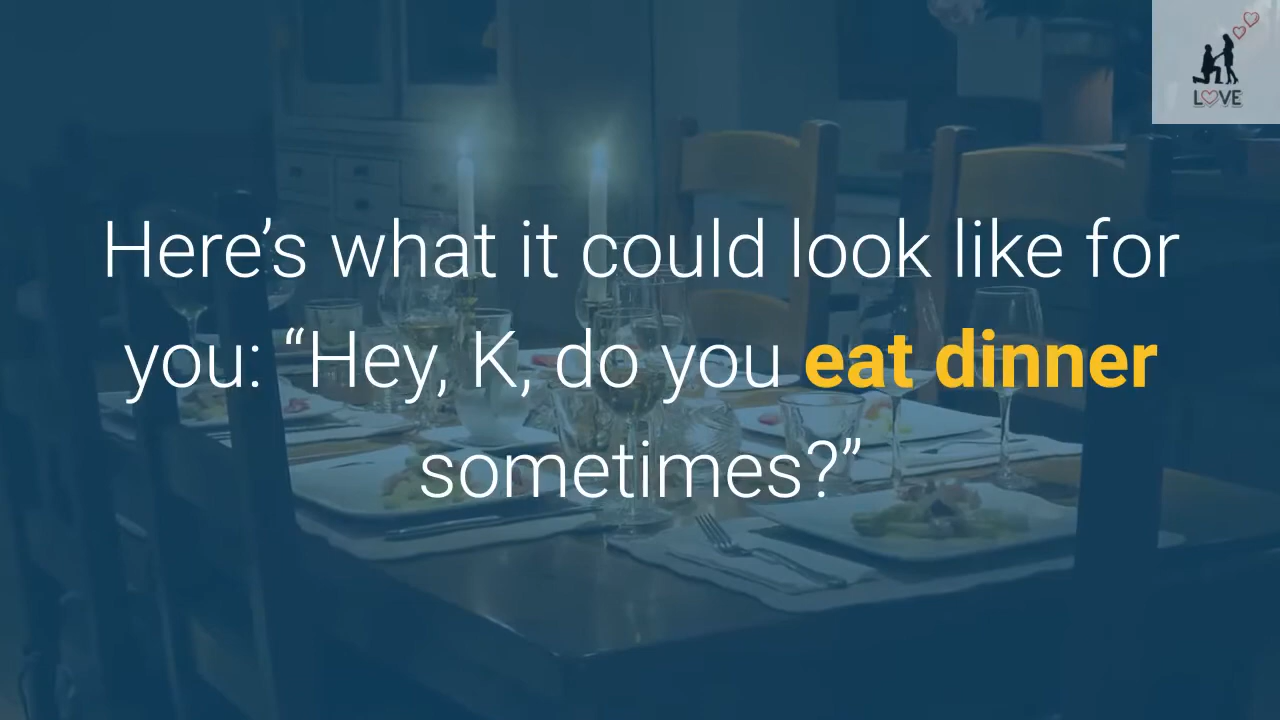 LOVE
Here’s what it could look like for
you: “Hey, K, do you eat dinner
sometimes?”